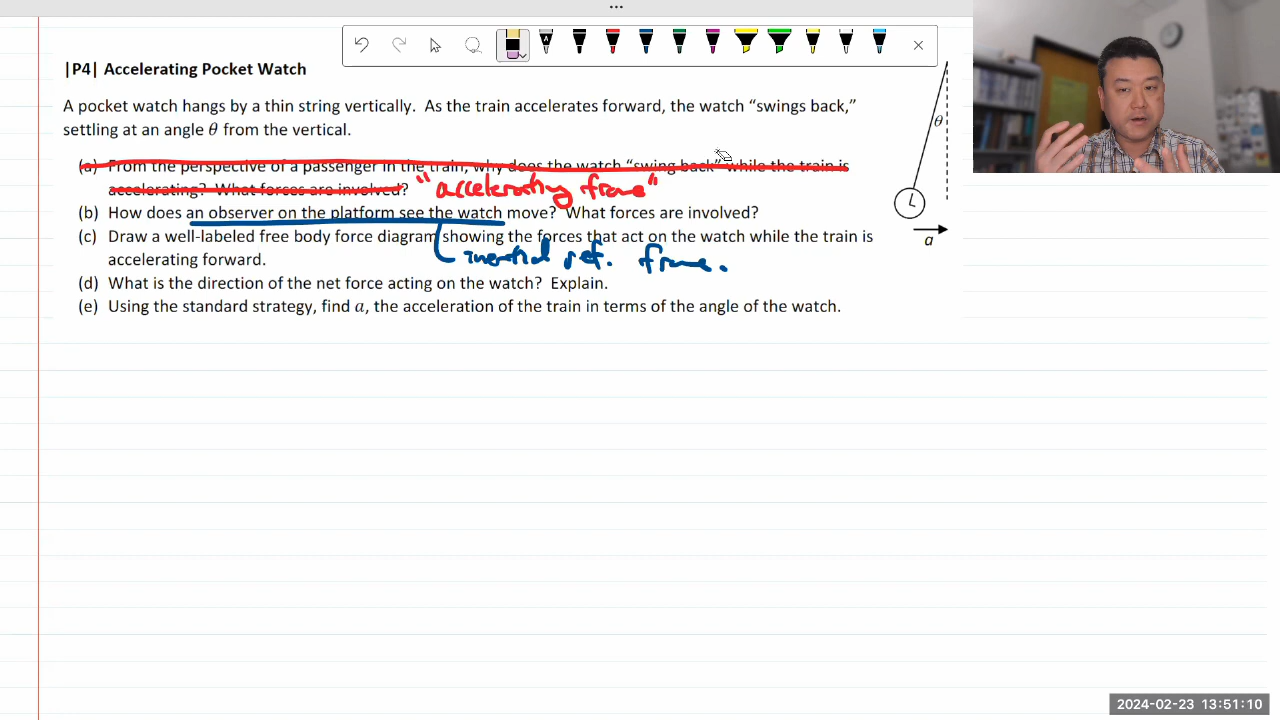 |P4| Accelerating Pocket Watch
A pocket watch hangs by a thin string vertically. As the train accelerates forward, the watch “swings back,”
settling at an angle θ from the vertical.
(a) From the perspective of a passenger in the train, why does the watch “swing back” while the train is
accelerating? What forces are involved?
"accelerating frame"
(b) How does an observer on the platform see the watch move? What forces are involved?
(c) Draw a well-labeled free body force diagram showing the forces that act on the watch while the train is
accelerating forward.
inertial ref. frame.
(d) What is the direction of the net force acting on the watch? Explain.
(e) Using the standard strategy, find a, the acceleration of the train in terms of the angle of the watch.
θ
a
2024-02-23 13:51:10